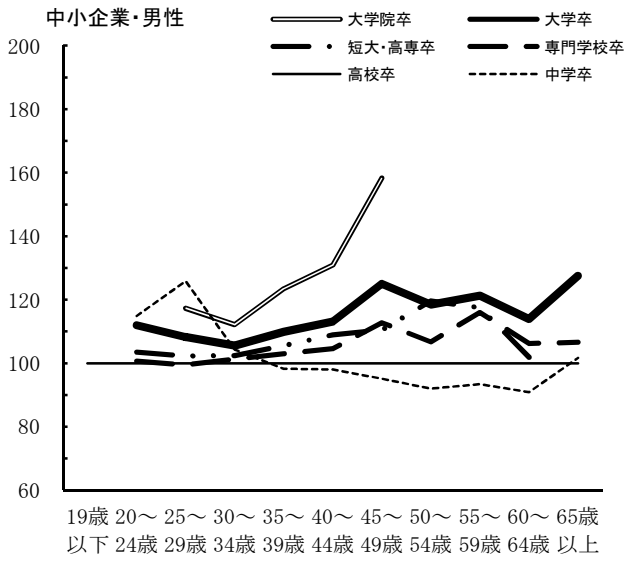 中小企業・男性
大学院卒
大学卒
短大・高専卒
専門学校卒
高校卒
中学卒
200
180
160
140
120
100
80
60
19歳 20～ 25～ 30～ 35～ 40～ 45～ 50～ 55～ 60～ 65歳
以下 24歳 29歳 34歳 39歳 44歳 49歳 54歳 59歳 64歳 以上